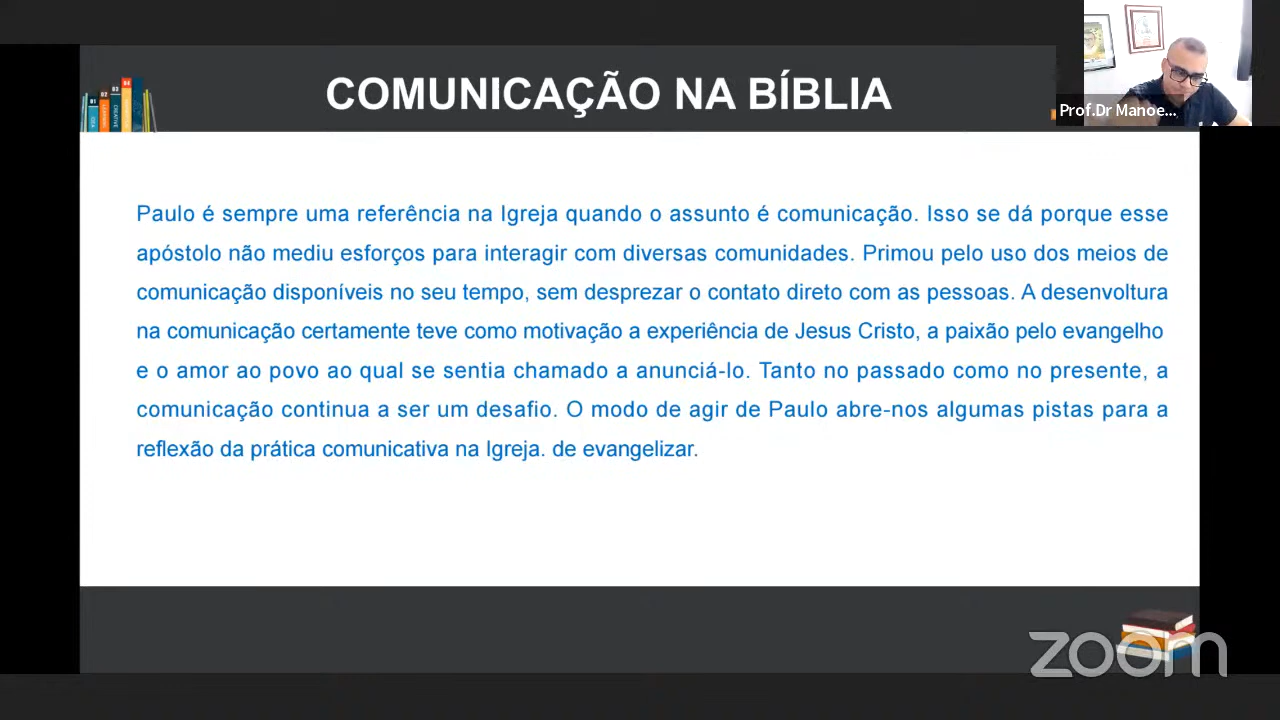 COMUNICAÇÃO NA BÍBLIA
Prof.Dr Manoe...
Paulo é sempre uma referência na Igreja quando o assunto é comunicação. Isso se dá porque esse
apóstolo não mediu esforços para interagir com diversas comunidades. Primou pelo uso dos meios de
comunicação disponíveis no seu tempo, sem desprezar o contato direto com as pessoas. A desenvoltura
na comunicação certamente teve como motivação a experiência de Jesus Cristo, a paixão pelo evangelho
e o amor ao povo ao qual se sentia chamado a anunciá-lo. Tanto no passado como no presente, a
comunicação continua a ser um desafio. O modo de agir de Paulo abre-nos algumas pistas para a
reflexão da prática comunicativa na Igreja. de evangelizar.
zoom